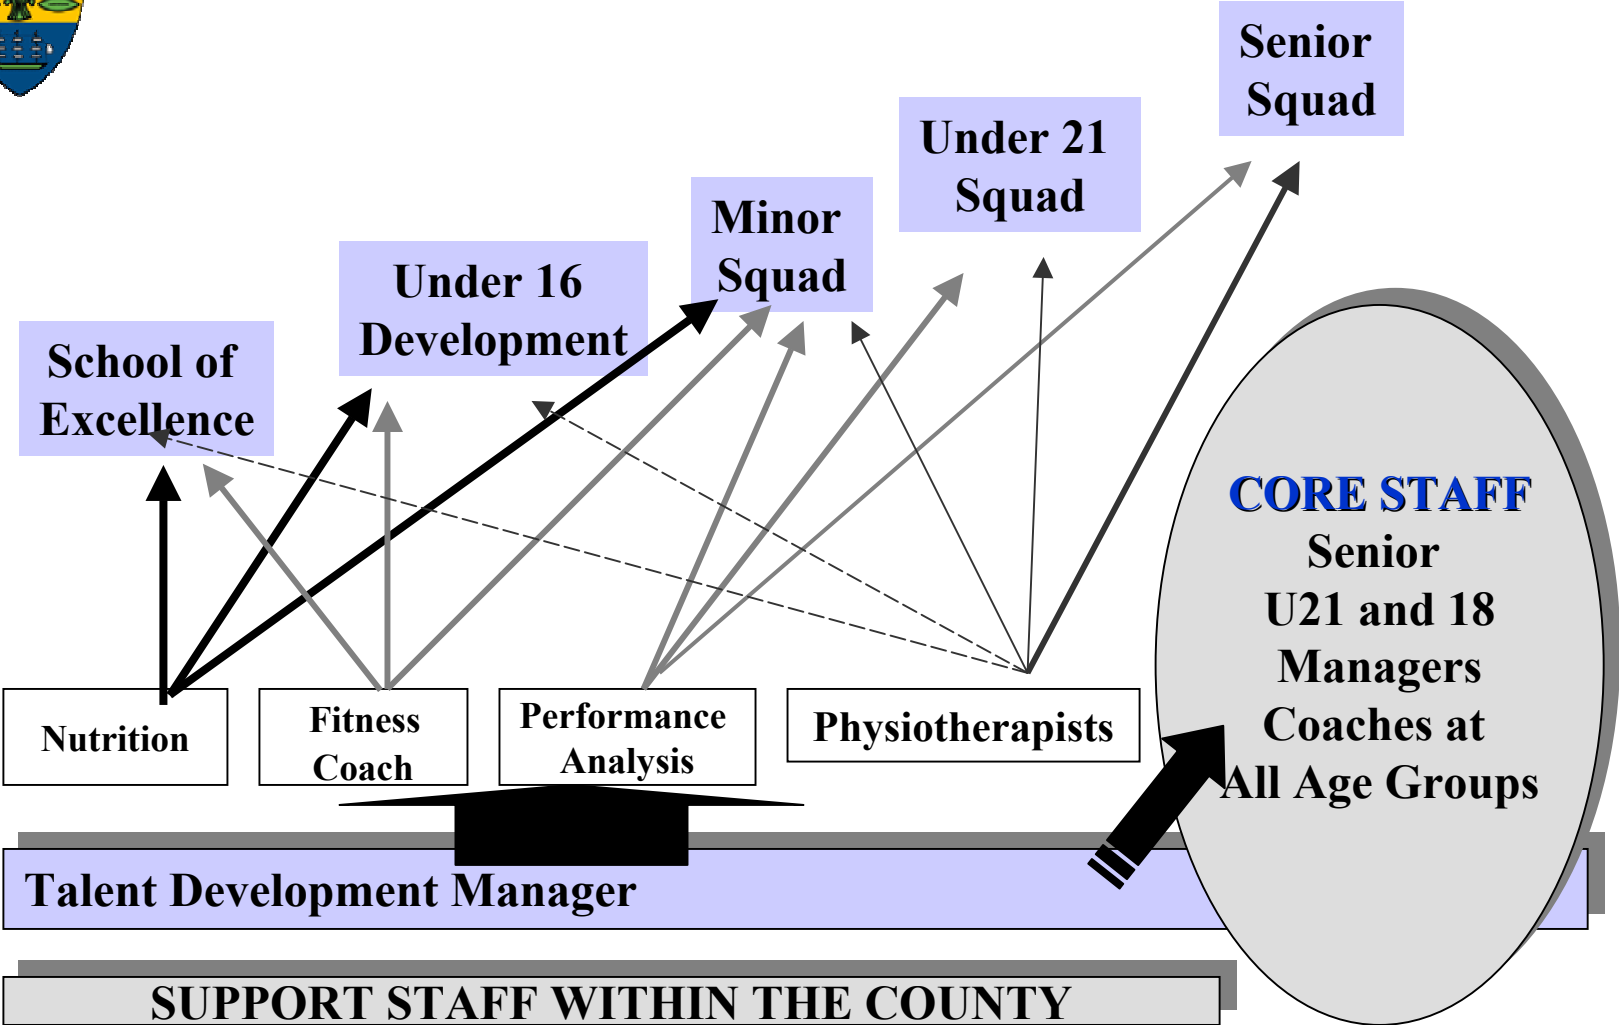 Senior
Squad
Under 21
Squad
Minor
Squad
Under 16
Development
School of
Excellence
CORE STAFF
Senior
U21 and 18
Managers
Coaches at
All Age Groups
Nutrition
Fitness
Coach
Performance
Analysis
Physiotherapists
Talent Development Manager
SUPPORT STAFF WITHIN THE COUNTY